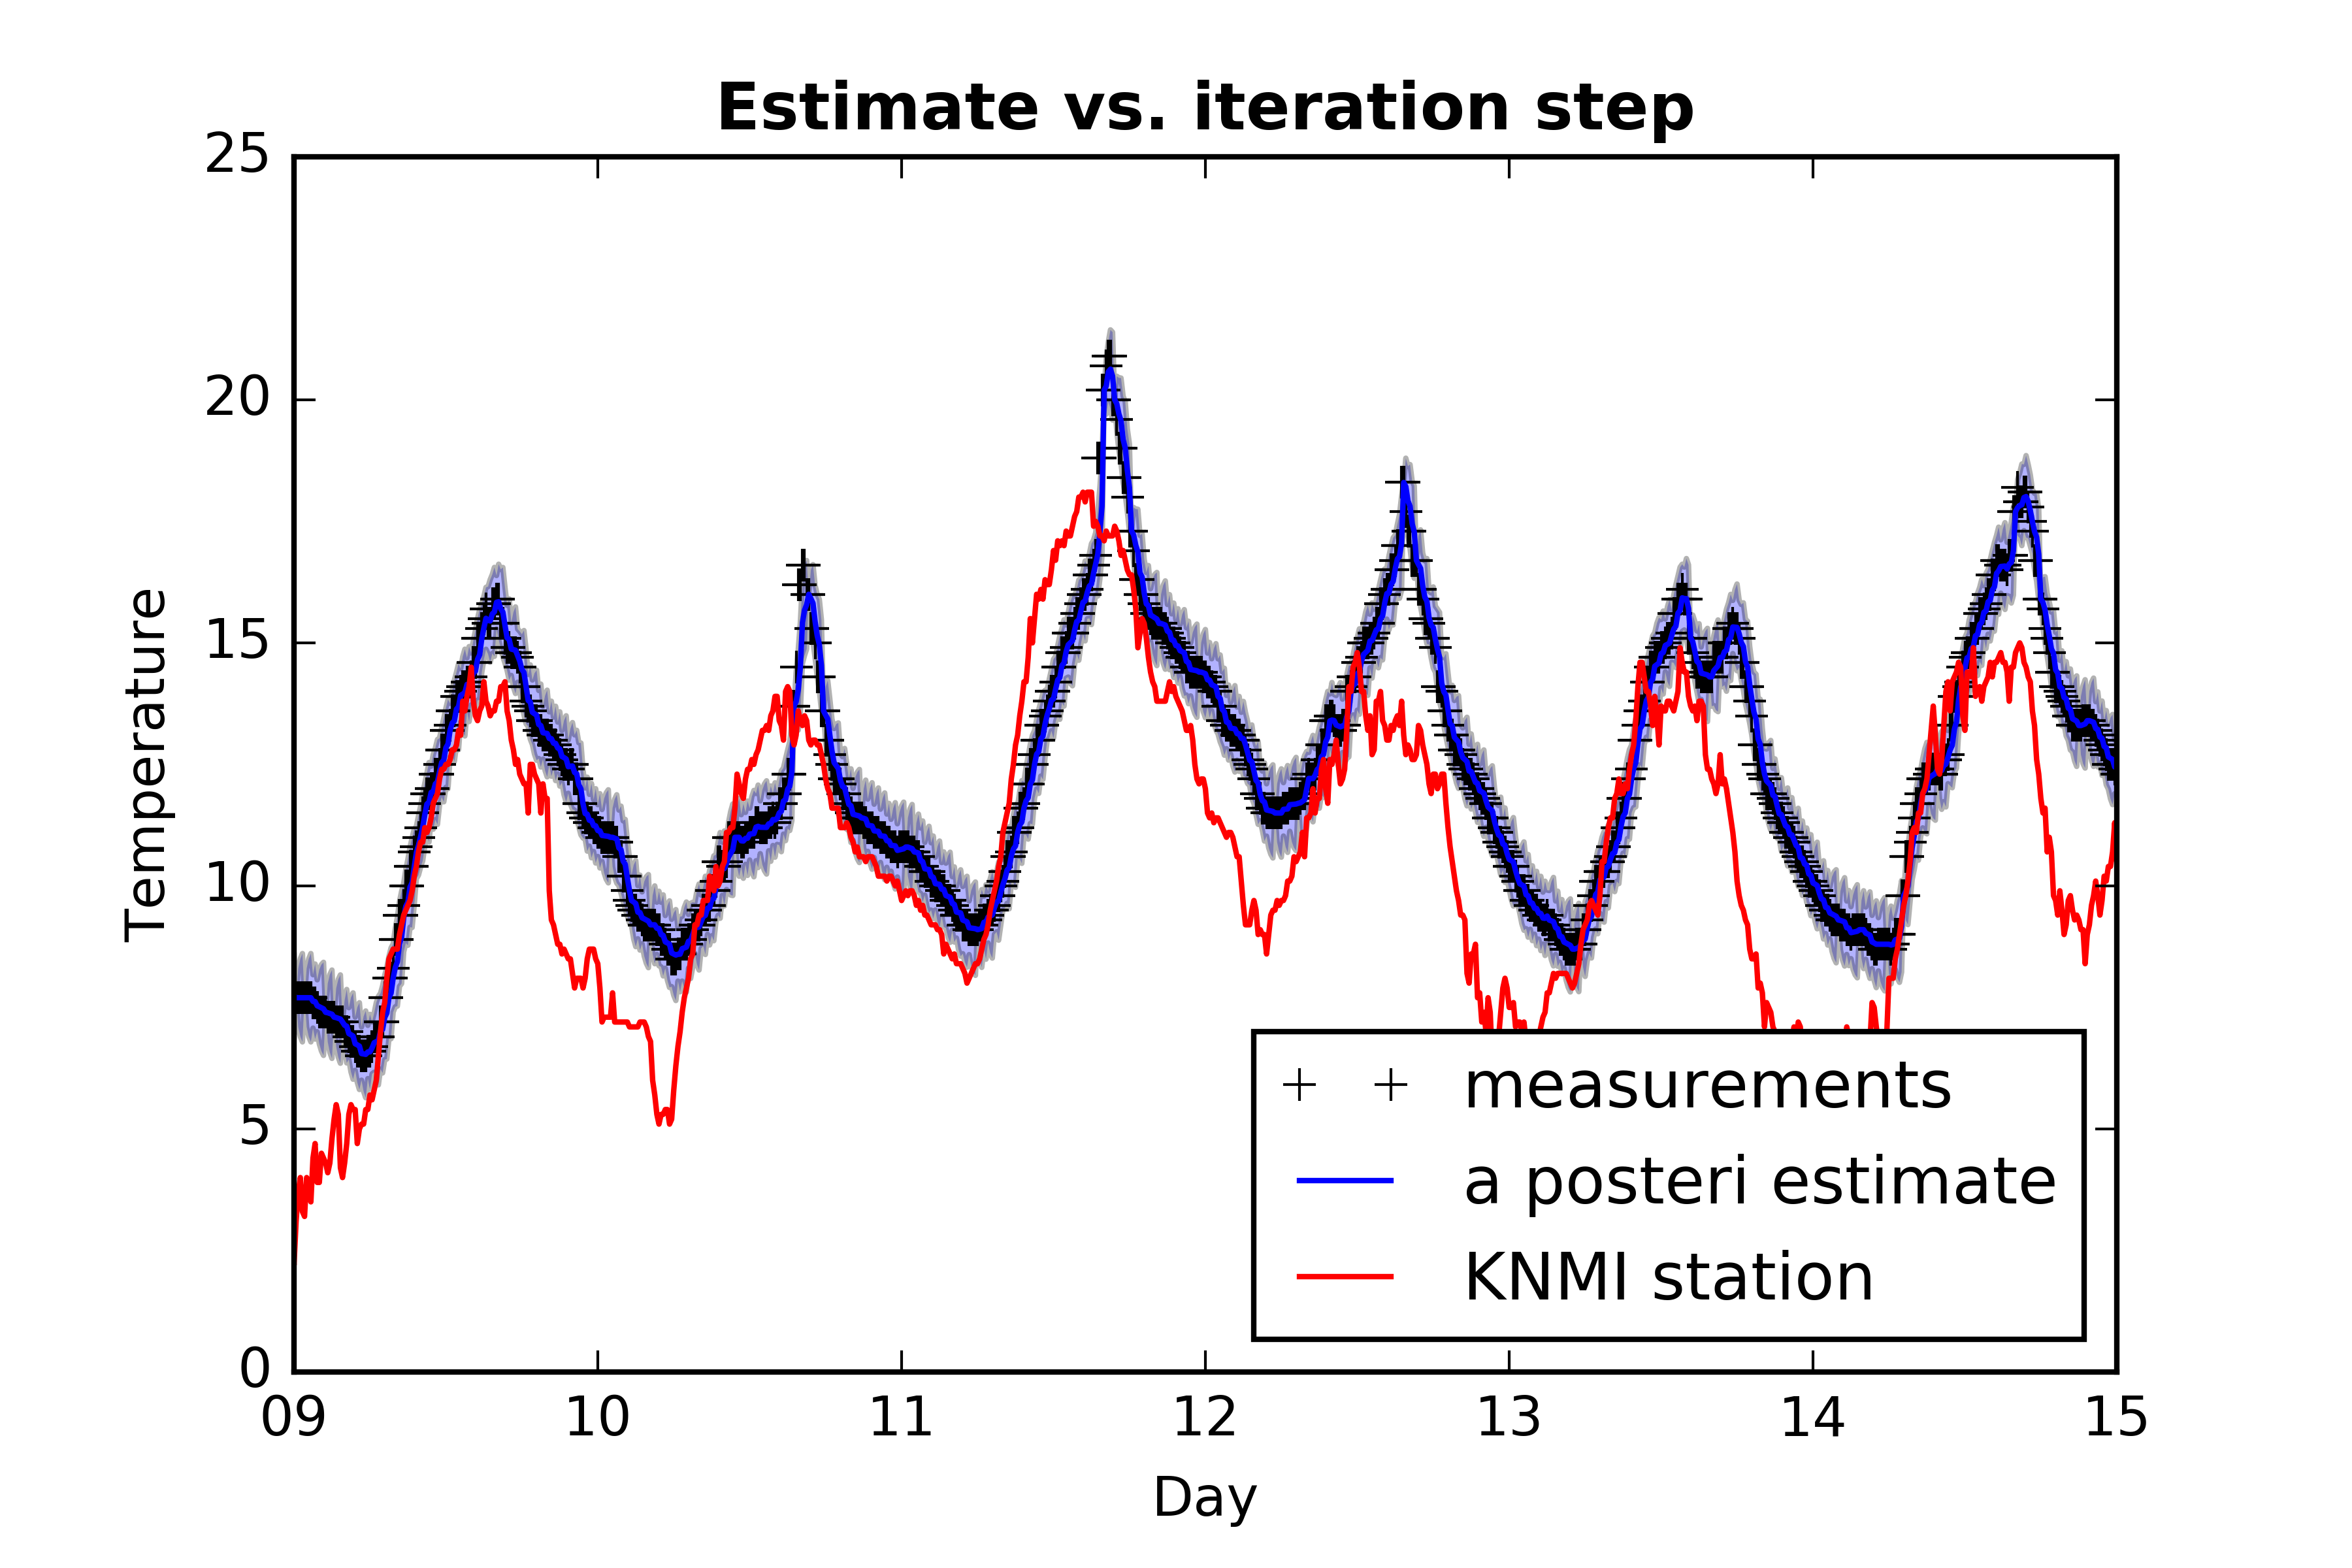 Estimate vs. iteration step
25
20
15
10
5
0
Temperature
09 10 11 12 13 14 15
Day
measurements
a posteri estimate
KNMI station